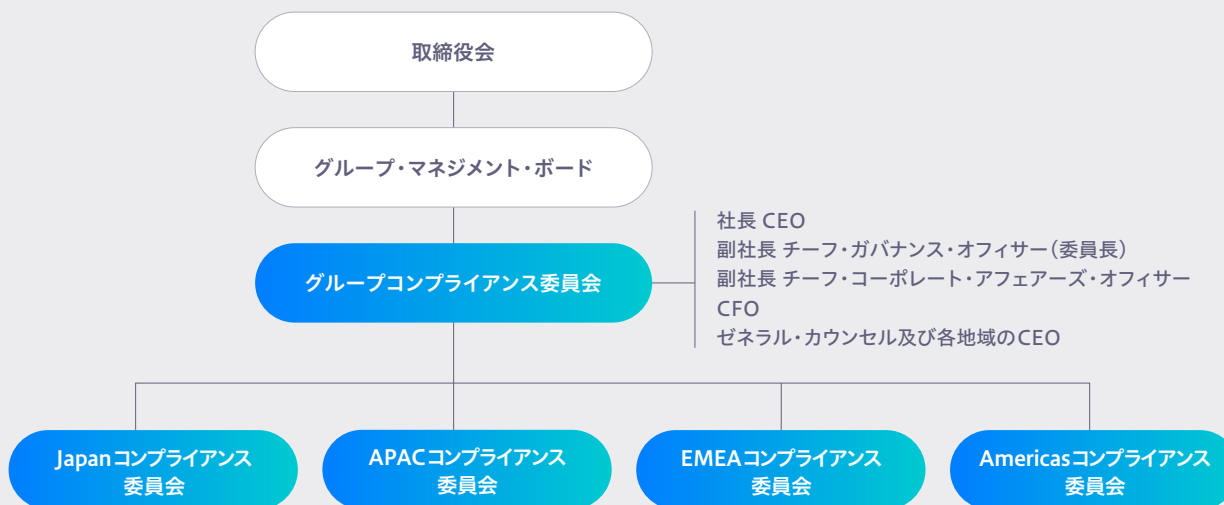 取締役会
グループ・マネジメント・ボード
グループコンプライアンス委員会
社長 CEO
副社長 チーフ・ガバナンス・オフィサー（委員長）
副社長 チーフ・コーポレート・アフェアーズ・オフィサー
CFO
ゼネラル・カウンセル及び各地域のCEO
Japanコンプライアンス
委員会
APACコンプライアンス
委員会
EMEAコンプライアンス
委員会
Americasコンプライアンス
委員会